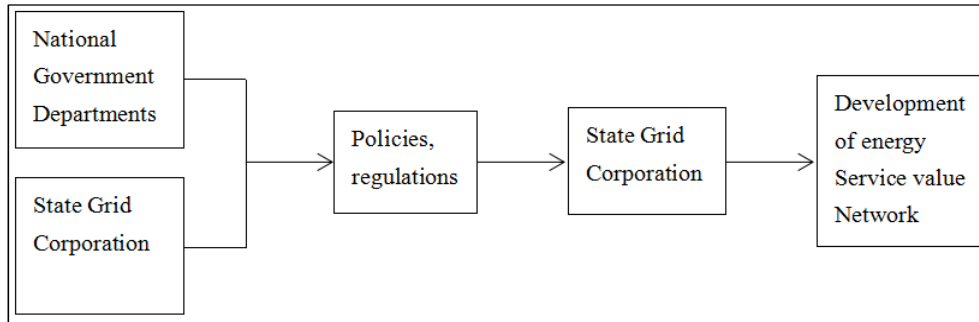 National
Government
Departments
State Grid
Corporation
Policies,
regulations
State Grid
Corporation
Development
of energy
Service value
Network